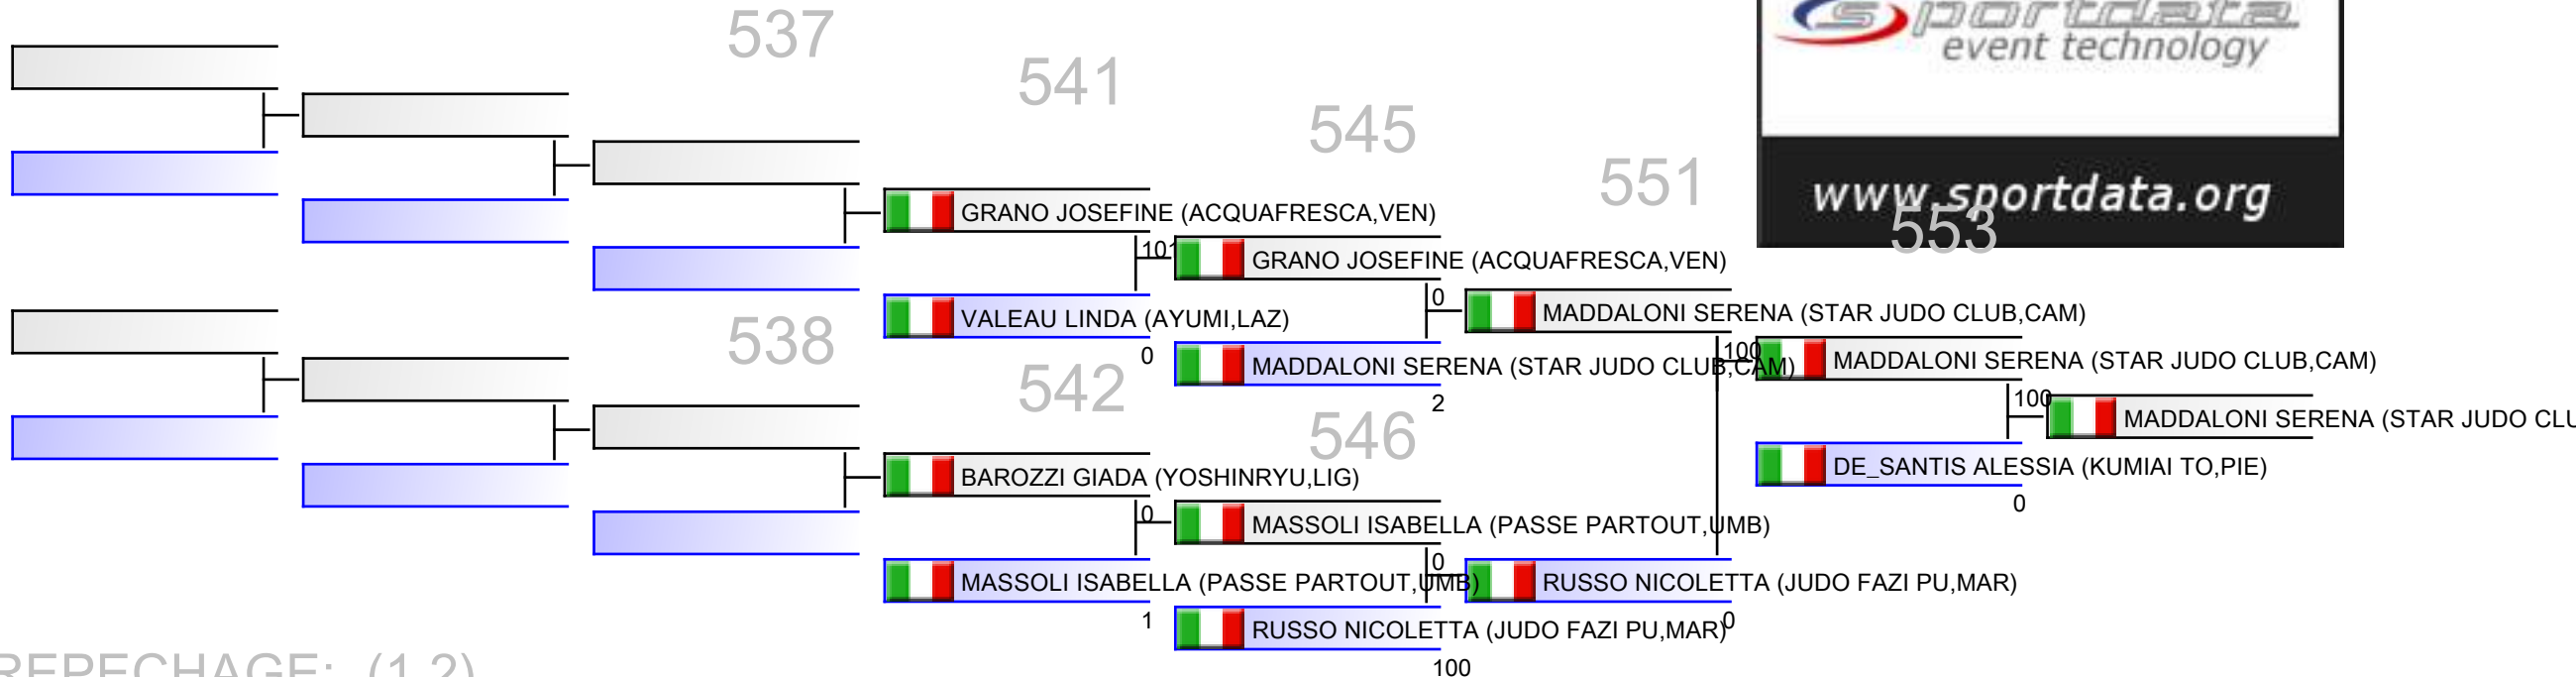 sportdata
event technology
www.sportdata.org
537
541
545
551
553
GRANO JOSEFINE (ACQUAFRESCA,VEN)
101
GRANO JOSEFINE (ACQUAFRESCA,VEN)
0
VALEAU LINDA (AYUMI,LAZ)
0
MADDALONI SERENA (STAR JUDO CLUB,CAM)
2
MADDALONI SERENA (STAR JUDO CLUB,CAM)
100
MADDALONI SERENA (STAR JUDO CLUB,CAM)
100
MADDALONI SERENA (STAR JUDO CLU
DE_SANTIS ALESSIA (KUMIAI TO,PIE)
0
538
542
546
BAROZZI GIADA (YOSHINRYU,LIG)
0
MASSOLI ISABELLA (PASSE PARTOUT,UMB)
0
MASSOLI ISABELLA (PASSE PARTOUT,UMB)
1
RUSSO NICOLETTA (JUDO FAZI PU,MAR)
0
RUSSO NICOLETTA (JUDO FAZI PU,MAR)
100
REPECHAGE: (1,2)